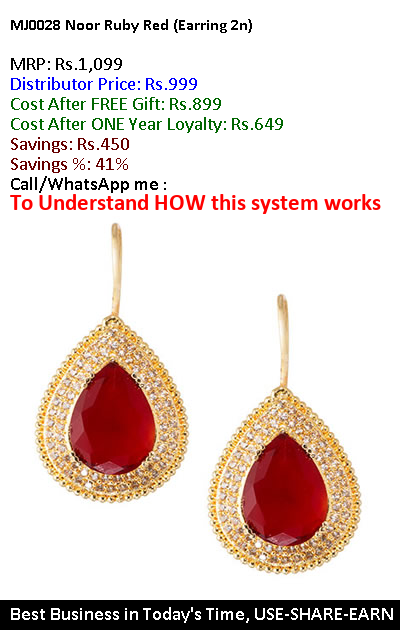 MJ0028 Noor Ruby Red (Earring 2n)
MRP: Rs.1,099
Distributor Price: Rs.999
Cost After FREE Gift: Rs.899
Cost After ONE Year Loyalty: Rs.649
Savings: Rs.450
Savings %: 41%
Call/WhatsApp me :
To Understand HOW this system works
Best Business in Today's Time, USE-SHARE-EARN